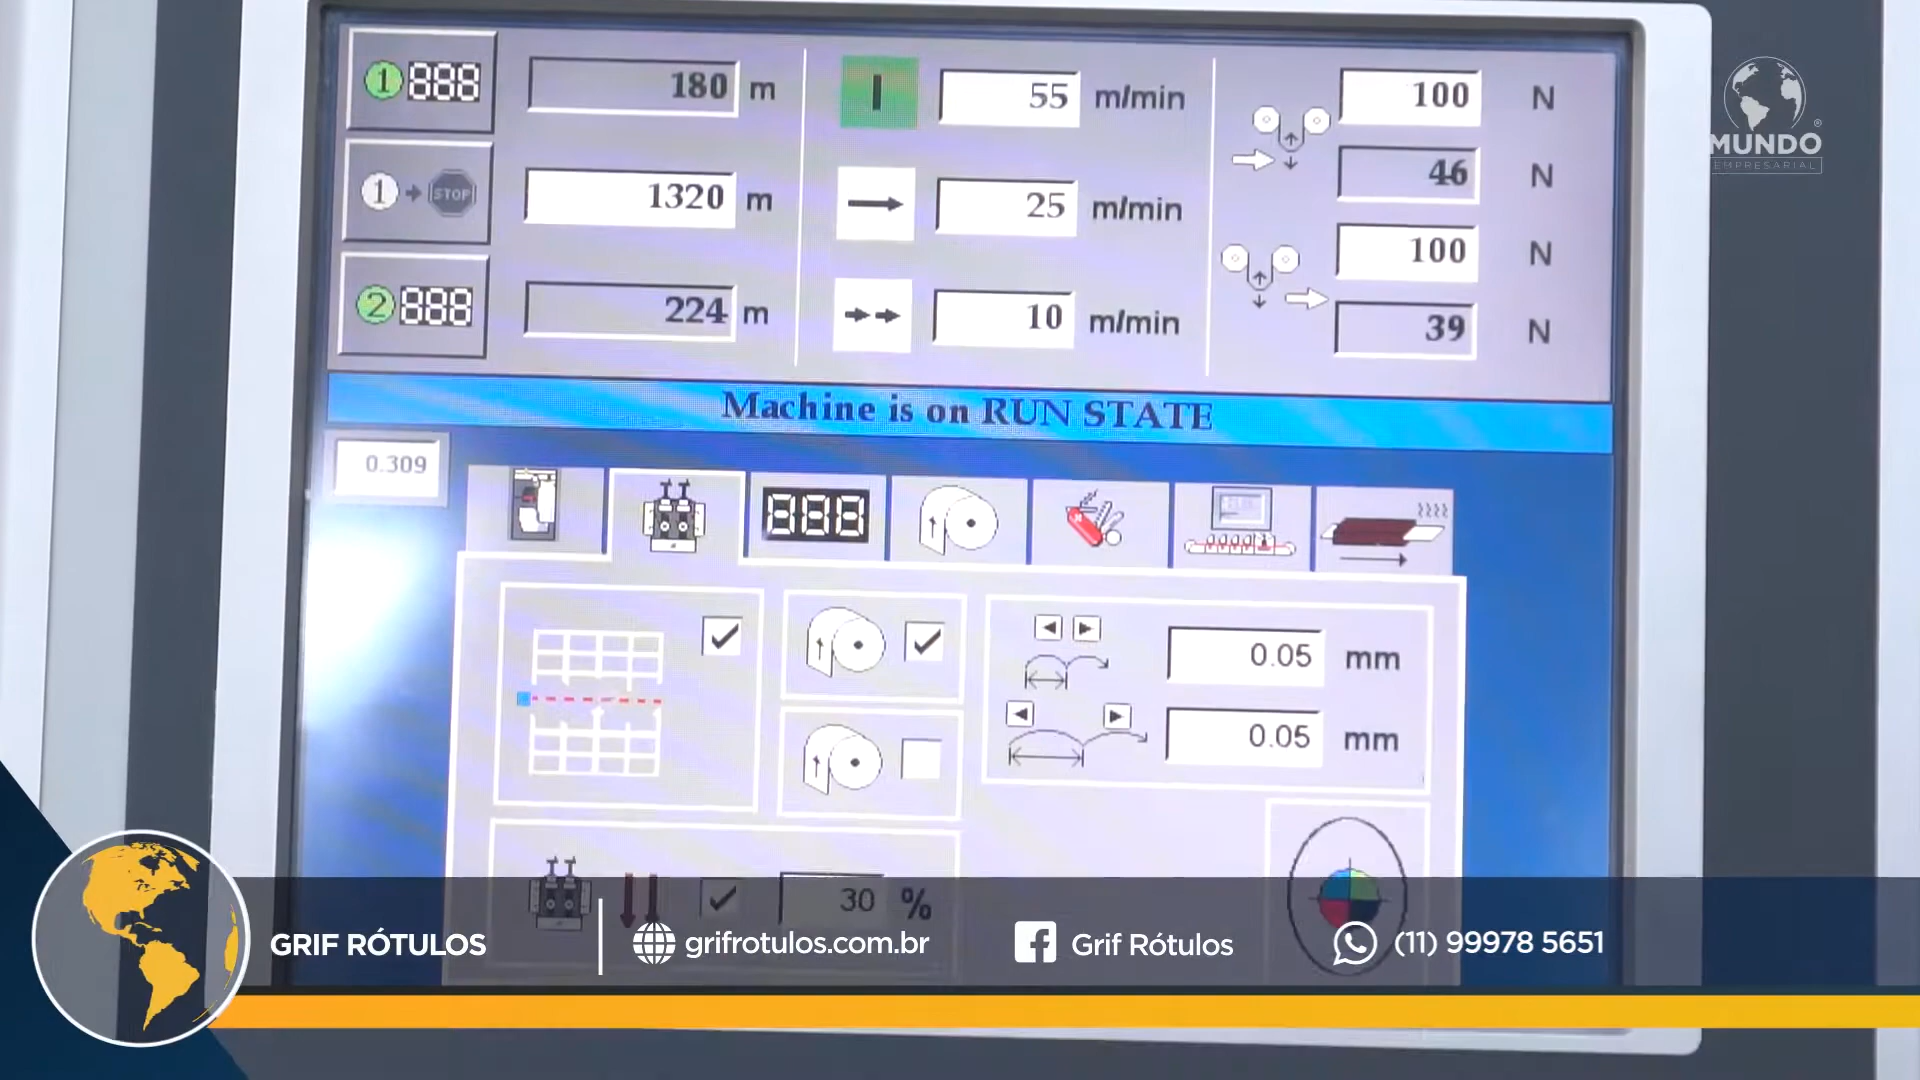 1 888 180 m
55 m/min
100 N
46 N
1 STOP 1320 m
25 m/min
2 888 224 m
10 m/min
100 N
39 N
MUNDO
EMPRESARIAL
Machine is on RUN STATE
0.309
888
0.05 mm
0.05 mm
30 %
GRIF RÓTULOS
grifrotulos.com.br
Grif Rótulos
(11) 99978 5651